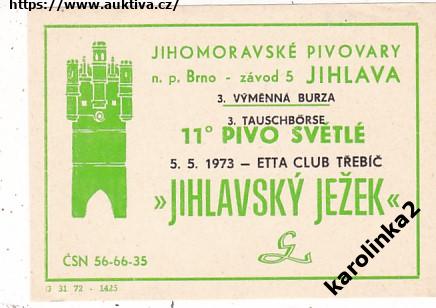 https://www.auktiva.cz/
JIHOMORAVSKÉ PIVOVARY
n. p. Brno - závod 5 JIHLAVA
3. VÝMĚNNÁ BURZA
3. TAUSCHBÖRSE
11° PIVO SVĚTLÉ
5. 5. 1973 — ETTA CLUB TŘEBÍČ
»JIHLAVSKÝ JEŽEK«
ČSN 56-66-35
G 31 72 - 1425
karolinka2